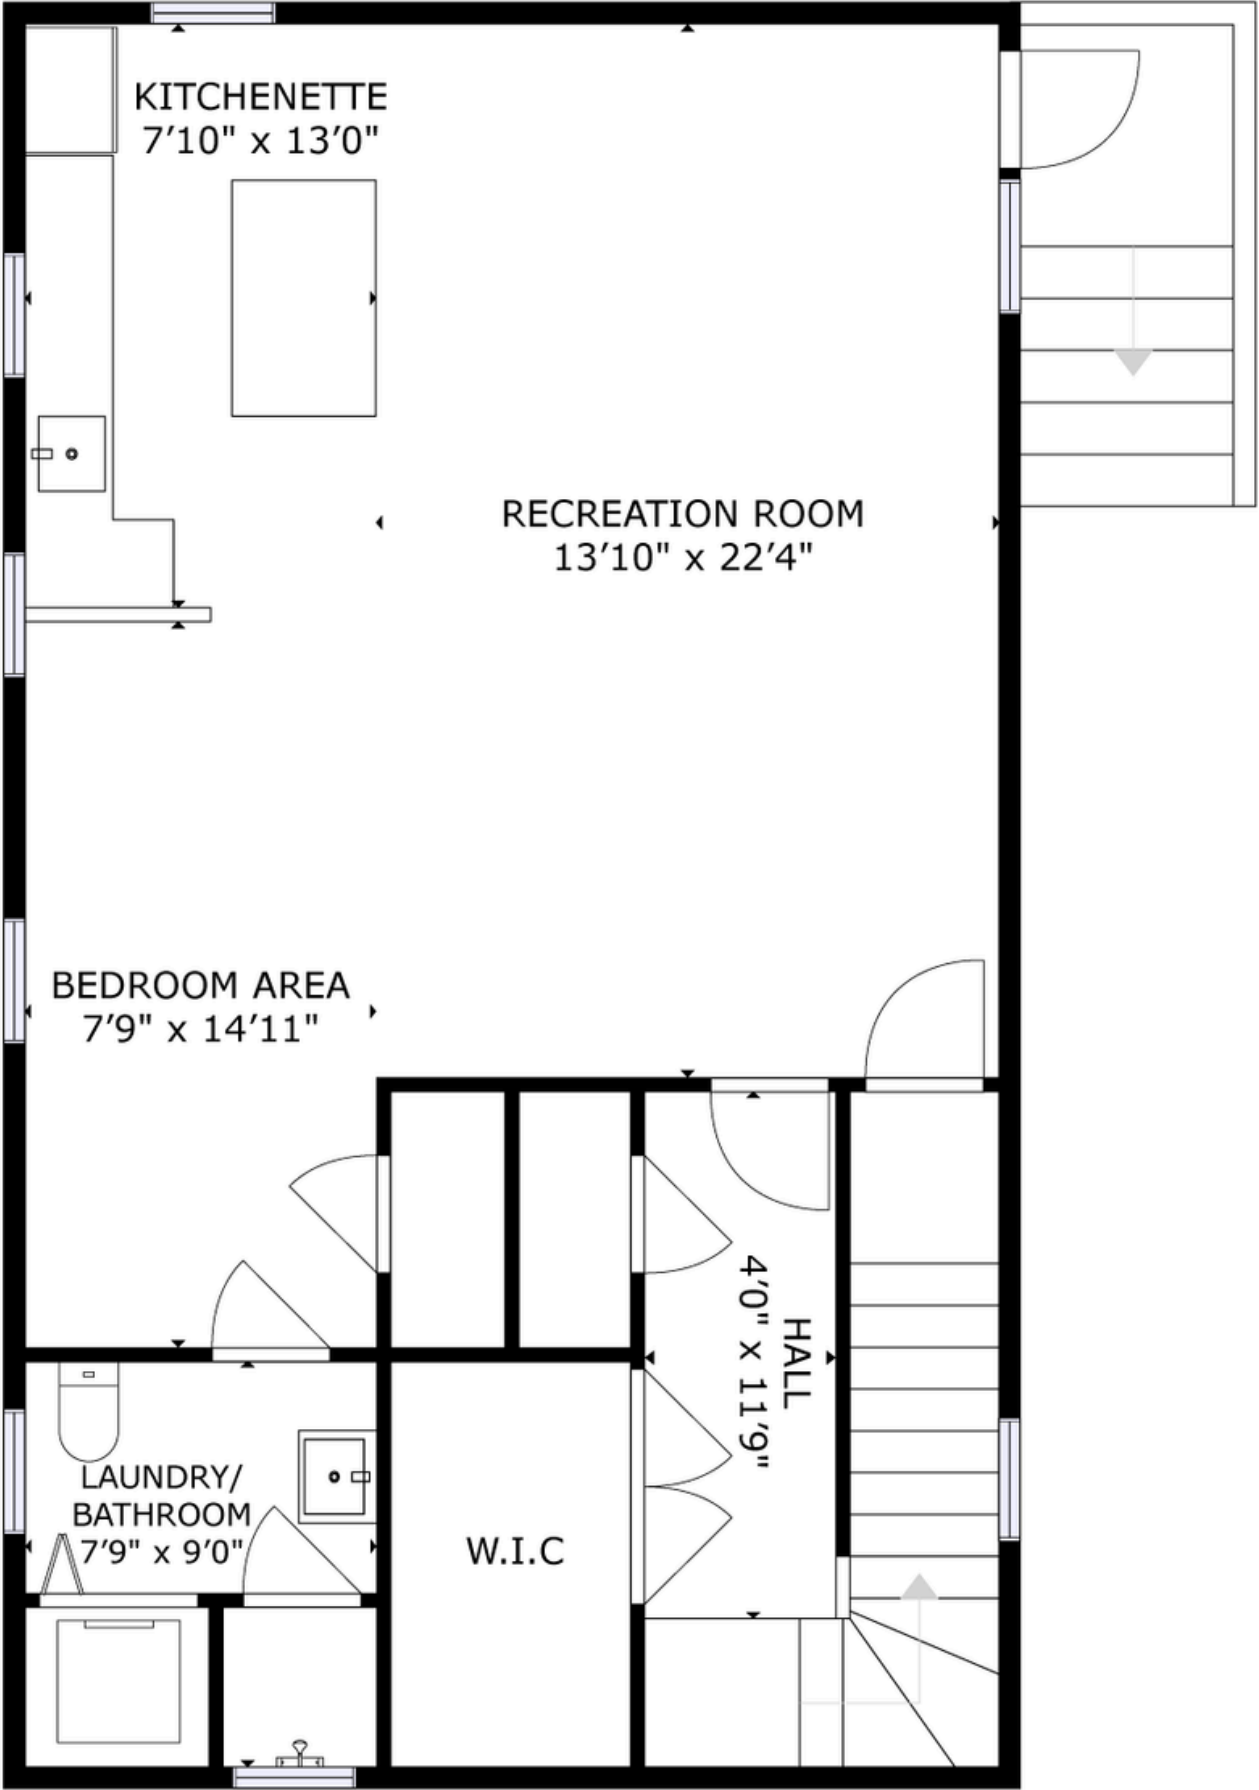 KITCHENETTE
7'10" x 13'0"
RECREATION ROOM
13'10" x 22'4"
BEDROOM AREA
7'9" x 14'11"
HALL
4'0" x 11'9"
LAUNDRY/
BATHROOM
7'9" x 9'0"
W.I.C